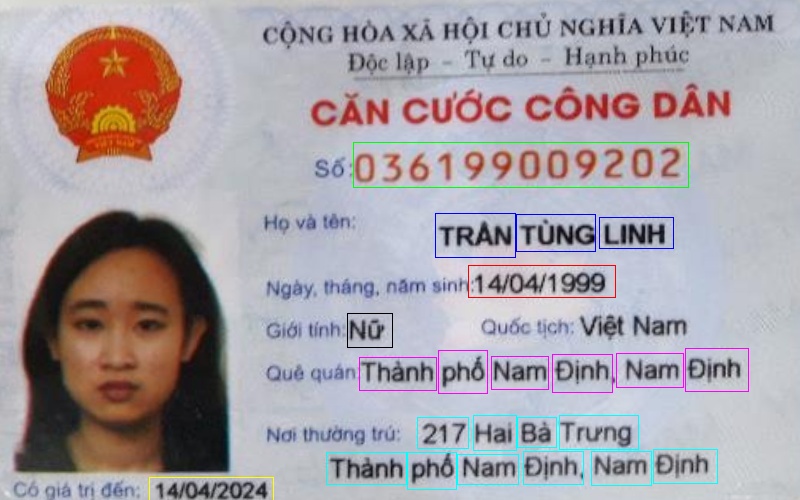 CỘNG HÒA XÃ HỘI CHỦ NGHĨA VIỆT NAM
Độc lập - Tự do - Hạnh phúc
CĂN CƯỚC CÔNG DÂN
Số: 036199009202
Họ và tên: TRẦN TÙNG LINH
Ngày, tháng, năm sinh: 14/04/1999
Giới tính: Nữ Quốc tịch: Việt Nam
Quê quán: Thành phố Nam Định, Nam Định
Nơi thường trú: 217 Hai Bà Trưng
Thành phố Nam Định, Nam Định
Có giá trị đến: 14/04/2024